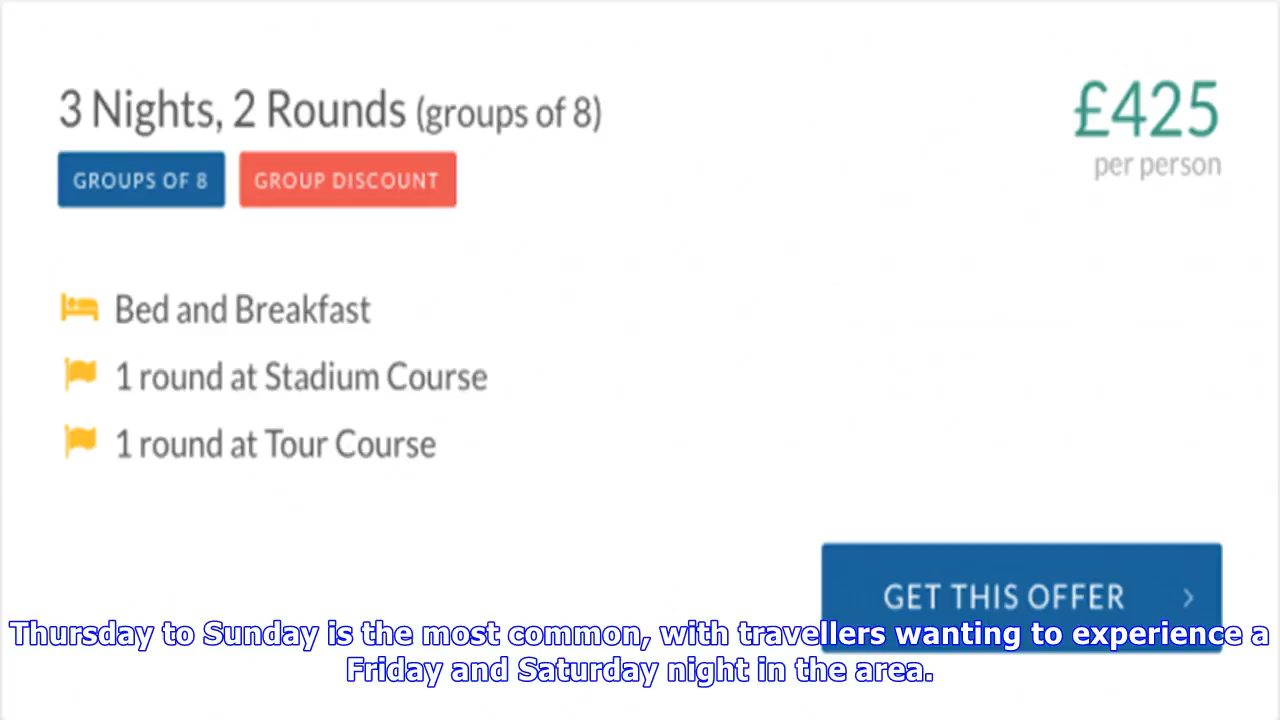 3 Nights, 2 Rounds (groups of 8)
£425
per person
GROUPS OF 8
GROUP DISCOUNT
Bed and Breakfast
1 round at Stadium Course
1 round at Tour Course
GET THIS OFFER
Thursday to Sunday is the most common, with travellers wanting to experience a
Friday and Saturday night in the area.